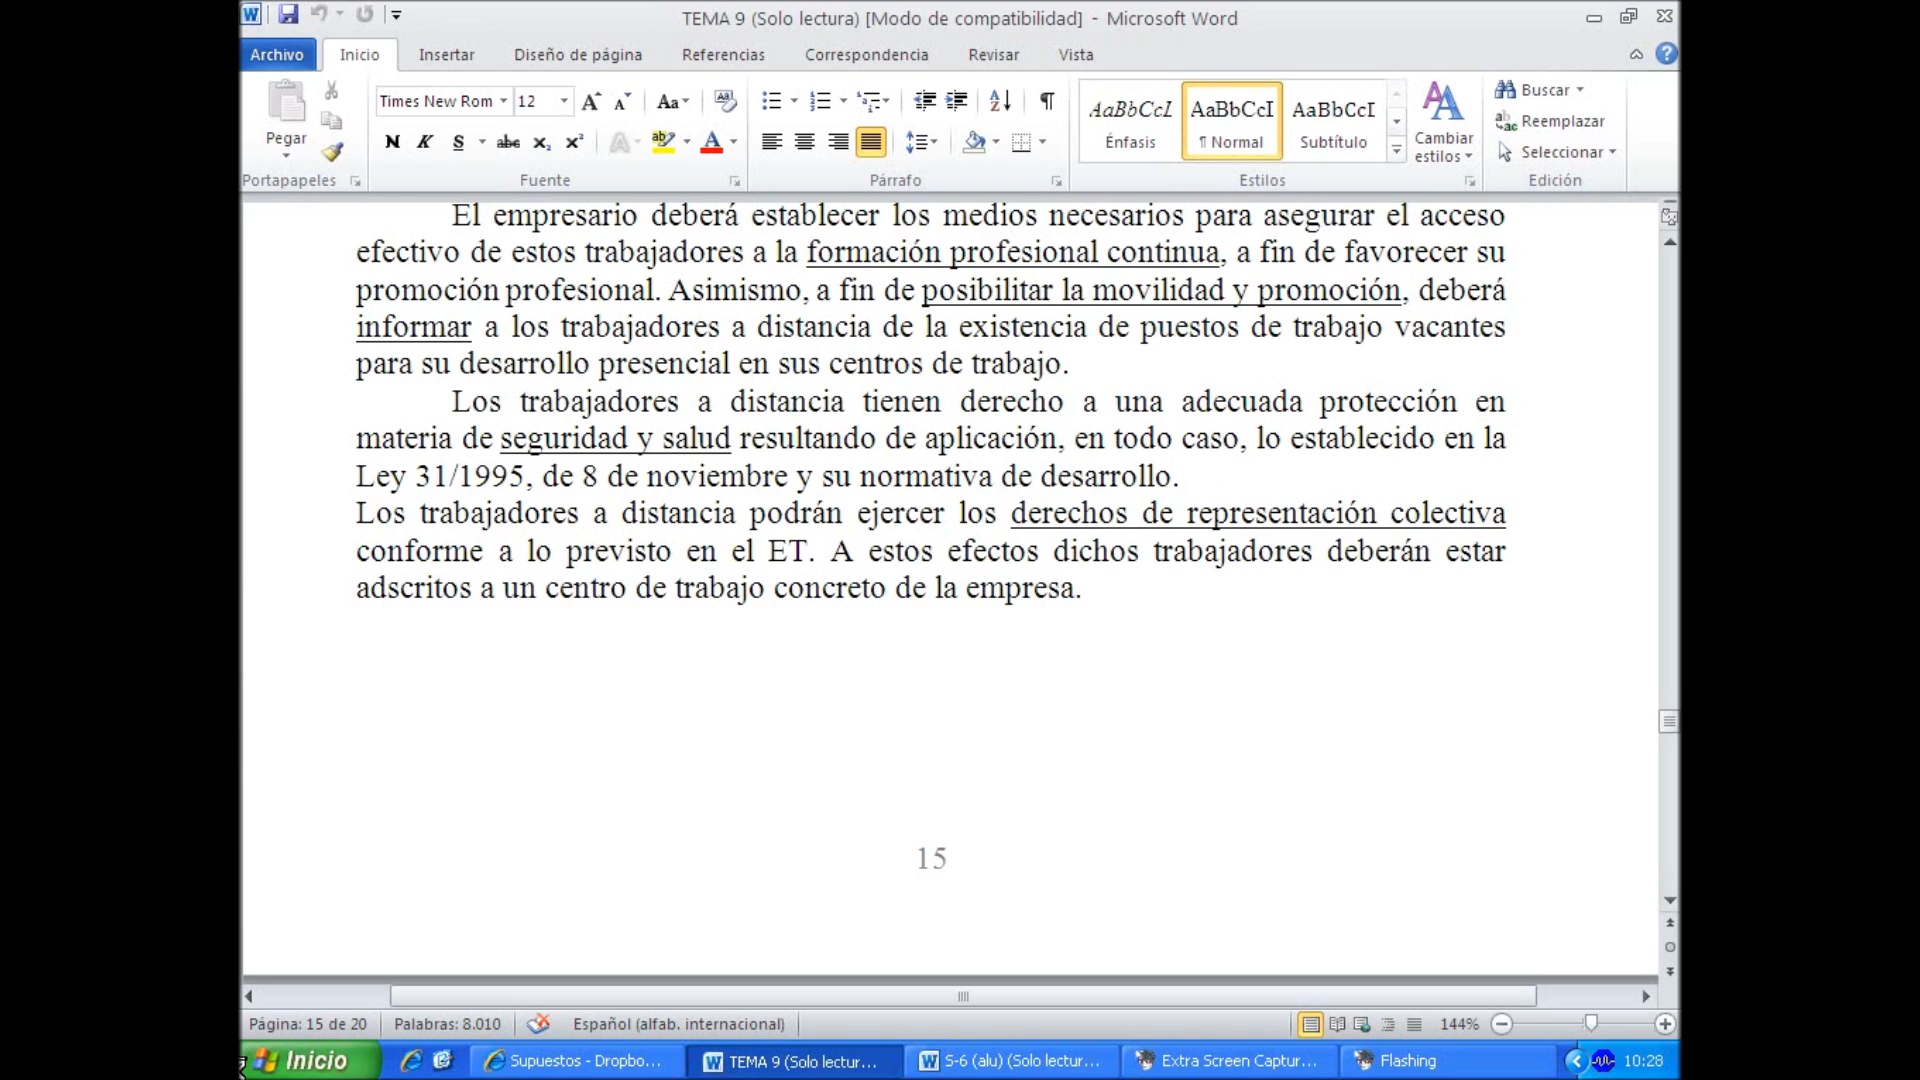 TEMA 9 (Solo lectura) [Modo de compatibilidad] - Microsoft Word
Archivo Inicio Insertar Diseño de página Referencias Correspondencia Revisar Vista
Times New Rom 12
Pegar
Portapapeles Fuente Párrafo Estilos Edición
AaBbCcI AaBbCcI AaBbCcI
Énfasis ¶ Normal Subtítulo
Cambiar estilos
Buscar
Reemplazar
Seleccionar
El empresario deberá establecer los medios necesarios para asegurar el acceso
efectivo de estos trabajadores a la formación profesional continua, a fin de favorecer su
promoción profesional. Asimismo, a fin de posibilitar la movilidad y promoción, deberá
informar a los trabajadores a distancia de la existencia de puestos de trabajo vacantes
para su desarrollo presencial en sus centros de trabajo.
Los trabajadores a distancia tienen derecho a una adecuada protección en
materia de seguridad y salud resultando de aplicación, en todo caso, lo establecido en la
Ley 31/1995, de 8 de noviembre y su normativa de desarrollo.
Los trabajadores a distancia podrán ejercer los derechos de representación colectiva
conforme a lo previsto en el ET. A estos efectos dichos trabajadores deberán estar
adscritos a un centro de trabajo concreto de la empresa.
15
Página: 15 de 20 Palabras: 8.010 Español (alfab. internacional) 144%
Inicio Supuestos - Dropbo... TEMA 9 (Solo lectur... S-6 (alu) (Solo lectur... Extra Screen Captur... Flashing 10:28